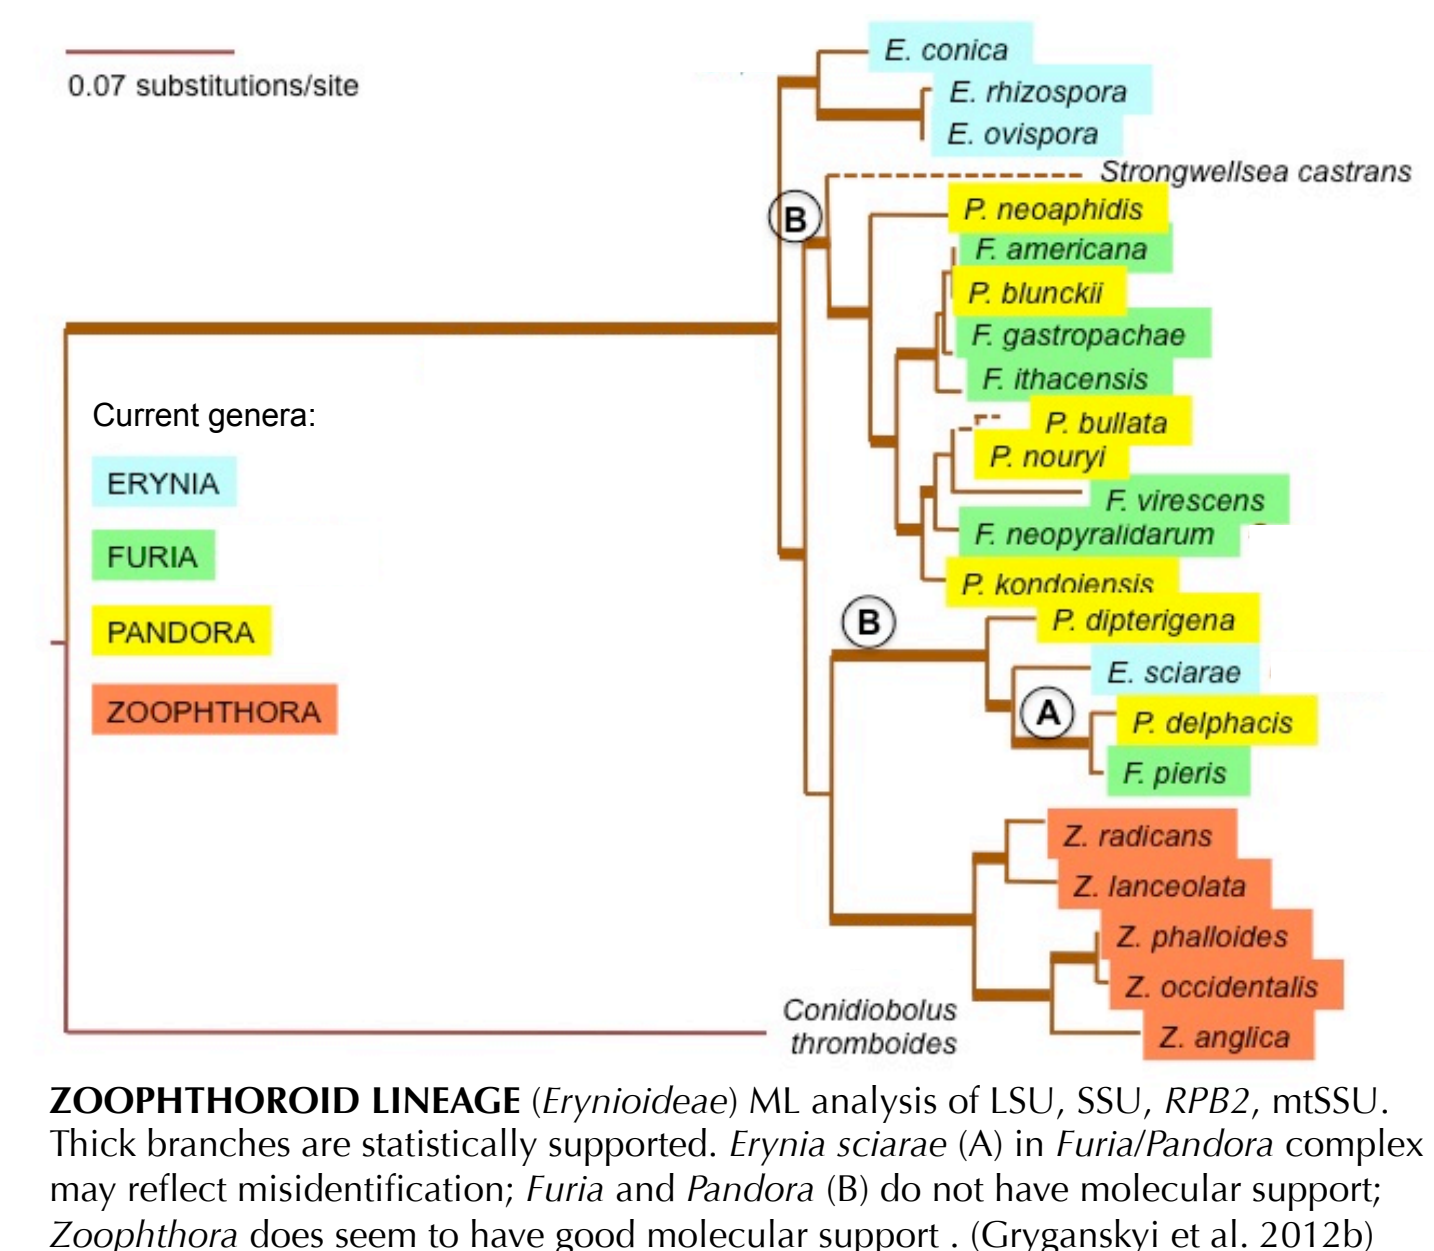 0.07 substitutions/site
E. conica
E. rhizospora
E. ovispora
Strongwellsea castrans
B
P. neoaphidis
F. americana
P. blunckii
F. gastropachae
F. ithacensis
P. bullata
P. nouryi
F. virescens
F. neopyralidarum
P. kondoiensis
Current genera:
ERYNIA
FURIA
PANDORA
ZOOPHTHORA
B
P. dipterigena
E. sciarae
A
P. delphacis
F. pieris
Z. radicans
Z. lanceolata
Z. phalloides
Z. occidentalis
Z. anglica
Conidiobolus
thromboides
ZOOPHTHOROID LINEAGE (Erynioideae) ML analysis of LSU, SSU, RPB2, mtSSU.
Thick branches are statistically supported. Erynia sciarae (A) in Furia/Pandora complex
may reflect misidentification; Furia and Pandora (B) do not have molecular support;
Zoophthora does seem to have good molecular support . (Gryganskyi et al. 2012b)